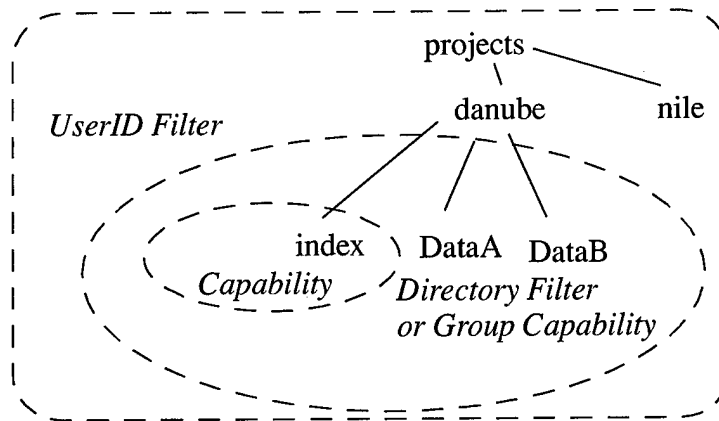 projects
danube nile
UserID Filter
index DataA DataB
Capability Directory Filter
or Group Capability